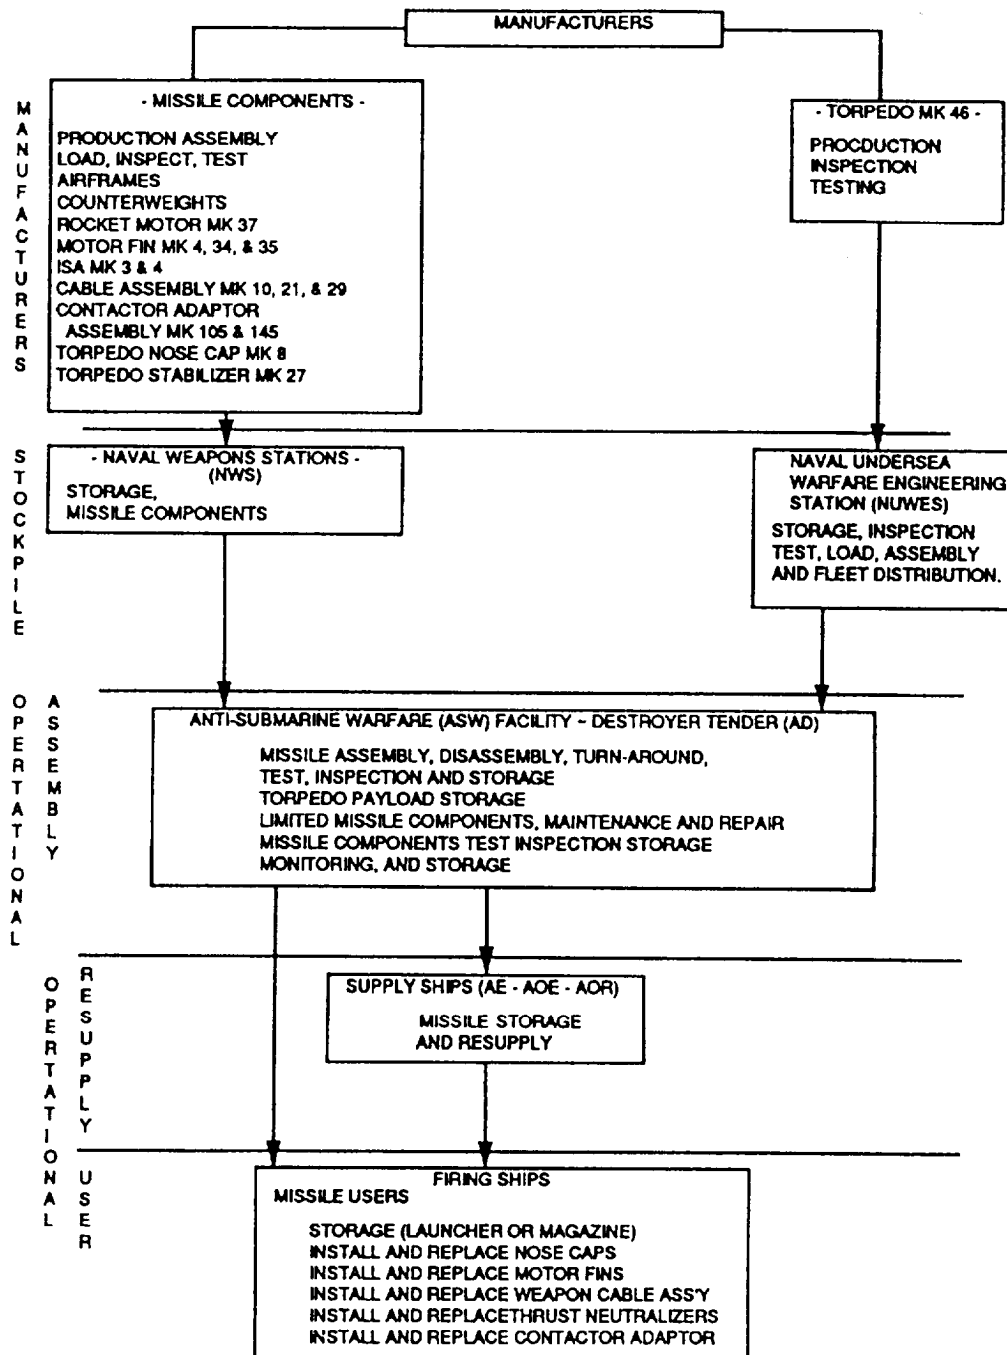 MANUFACTURERS
MANUFACTURERS
- MISSILE COMPONENTS -
PRODUCTION ASSEMBLY
LOAD, INSPECT, TEST
AIRFRAMES
COUNTERWEIGHTS
ROCKET MOTOR MK 37
MOTOR FIN MK 4, 34, & 35
ISA MK 3 & 4
CABLE ASSEMBLY MK 10, 21, & 29
CONTACTOR ADAPTOR
ASSEMBLY MK 105 & 145
TORPEDO NOSE CAP MK 8
TORPEDO STABILIZER MK 27
- TORPEDO MK 46 -
PROCDUCTION
INSPECTION
TESTING
STOCKPILE
- NAVAL WEAPONS STATIONS -
(NWS)
STORAGE,
MISSILE COMPONENTS
NAVAL UNDERSEA
WARFARE ENGINEERING
STATION (NUWES)
STORAGE, INSPECTION
TEST, LOAD, ASSEMBLY
AND FLEET DISTRIBUTION.
OPERTATIONAL
ASSEMBLY
ANTI-SUBMARINE WARFARE (ASW) FACILITY - DESTROYER TENDER (AD)
MISSILE ASSEMBLY, DISASSEMBLY, TURN-AROUND,
TEST, INSPECTION AND STORAGE
TORPEDO PAYLOAD STORAGE
LIMITED MISSILE COMPONENTS, MAINTENANCE AND REPAIR
MISSILE COMPONENTS TEST INSPECTION STORAGE
MONITORING, AND STORAGE
OPERTATIONAL
RESUPPLY
SUPPLY SHIPS (AE - AOE - AOR)
MISSILE STORAGE
AND RESUPPLY
USER
FIRING SHIPS
MISSILE USERS
STORAGE (LAUNCHER OR MAGAZINE)
INSTALL AND REPLACE NOSE CAPS
INSTALL AND REPLACE MOTOR FINS
INSTALL AND REPLACE WEAPON CABLE ASS'Y
INSTALL AND REPLACETHRUST NEUTRALIZERS
INSTALL AND REPLACE CONTACTOR ADAPTOR